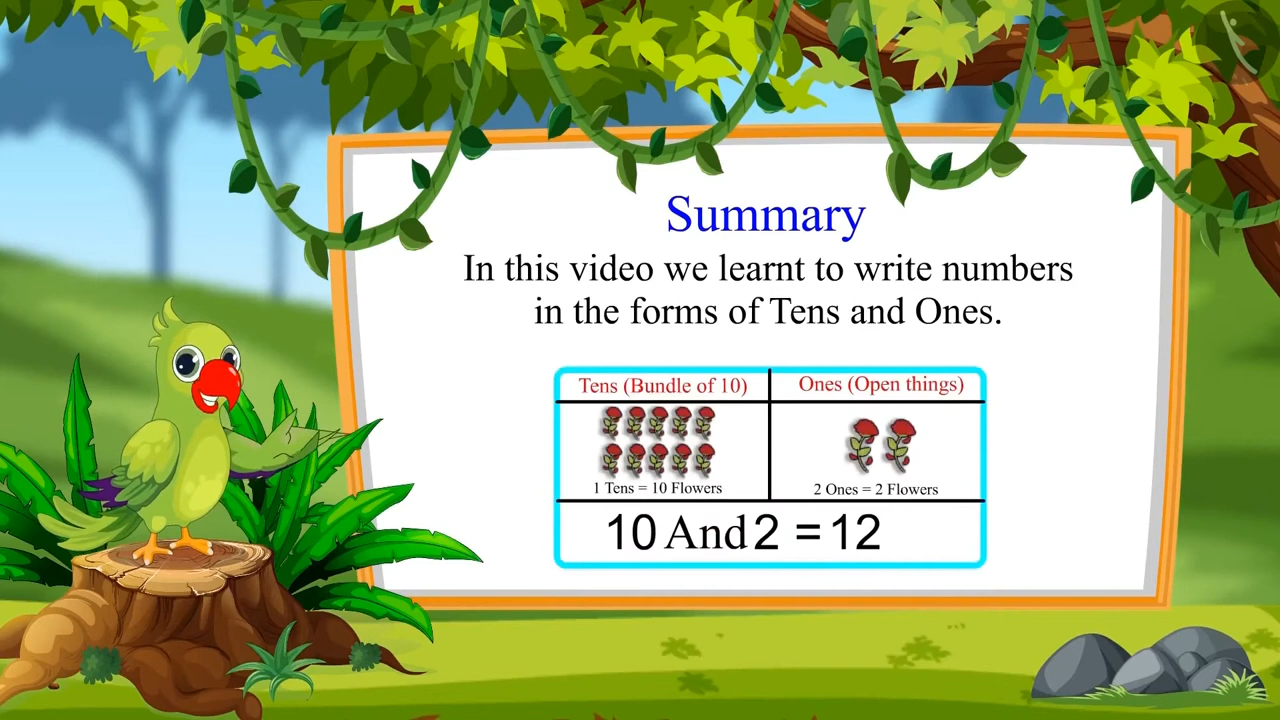 Summary
In this video we learnt to write numbers
in the forms of Tens and Ones.
Tens (Bundle of 10)
Ones (Open things)
1 Tens = 10 Flowers
2 Ones = 2 Flowers
10 And 2 = 12